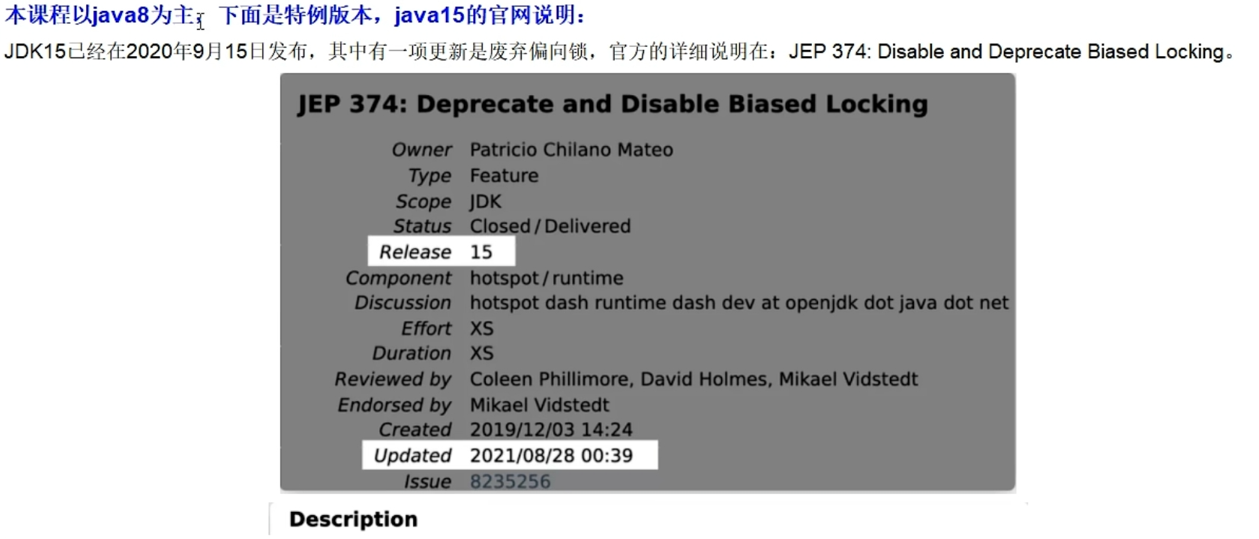 本课程以java8为主，下面是特例版本，java15的官网说明：
JDK15已经在2020年9月15日发布，其中有一项更新是废弃偏向锁，官方的详细说明在：JEP 374: Disable and Deprecate Biased Locking。
JEP 374: Deprecate and Disable Biased Locking
Owner Patricio Chilano Mateo
Type Feature
Scope JDK
Status Closed / Delivered
Release 15
Component hotspot / runtime
Discussion hotspot dash runtime dash dev at openjdk dot java dot net
Effort XS
Duration XS
Reviewed by Coleen Phillimore, David Holmes, Mikael Vidstedt
Endorsed by Mikael Vidstedt
Created 2019/12/03 14:24
Updated 2021/08/28 00:39
Issue 8235256
Description